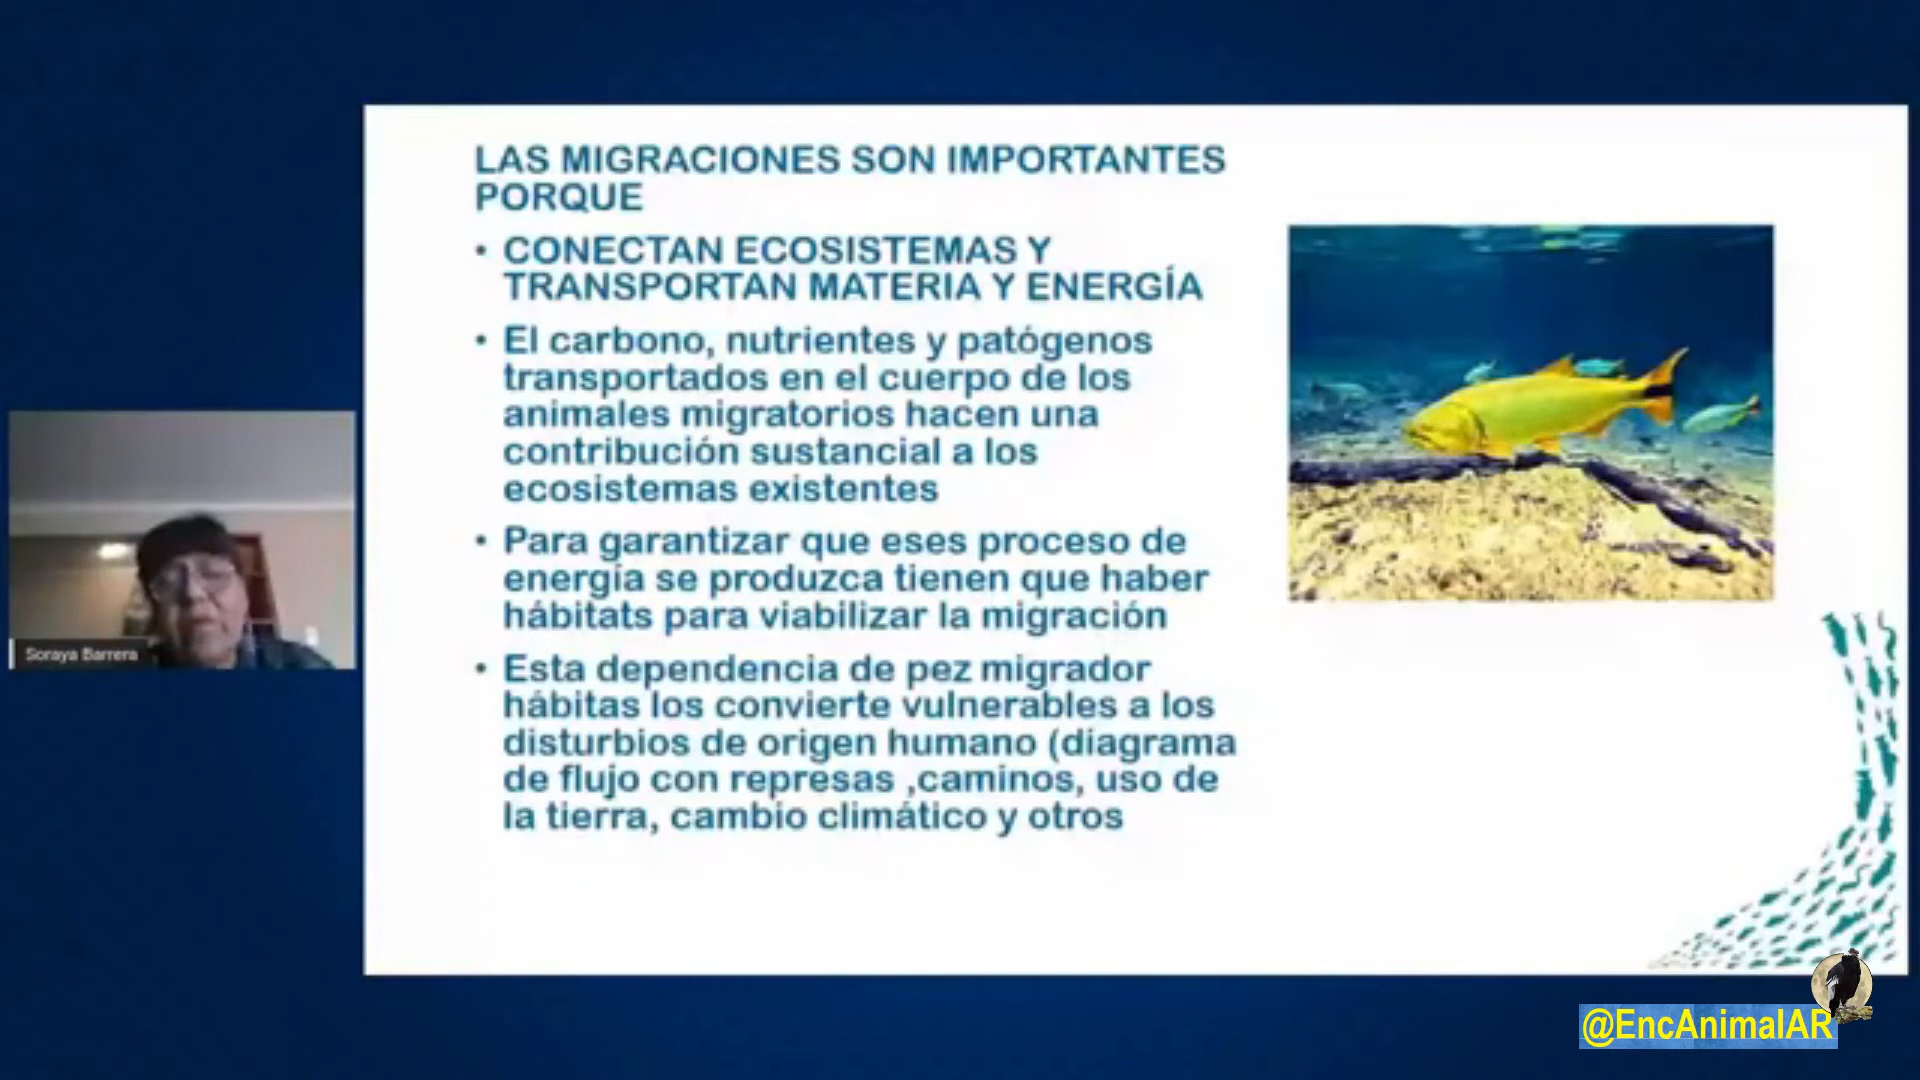 LAS MIGRACIONES SON IMPORTANTES
PORQUE
• CONECTAN ECOSISTEMAS Y
TRANSPORTAN MATERIA Y ENERGÍA
• El carbono, nutrientes y patógenos
transportados en el cuerpo de los
animales migratorios hacen una
contribución sustancial a los
ecosistemas existentes
• Para garantizar que eses proceso de
energía se produzca tienen que haber
hábitats para viabilizar la migración
• Esta dependencia de pez migrador
hábitas los convierte vulnerables a los
disturbios de origen humano (diagrama
de flujo con represas ,caminos, uso de
la tierra, cambio climático y otros
Soraya Barrera
@EncAnimalAR